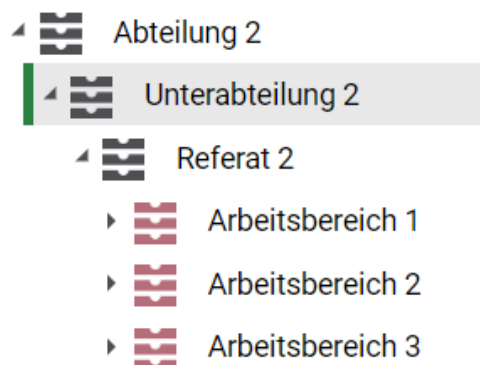 Abteilung 2
Unterabteilung 2
Referat 2
Arbeitsbereich 1
Arbeitsbereich 2
Arbeitsbereich 3